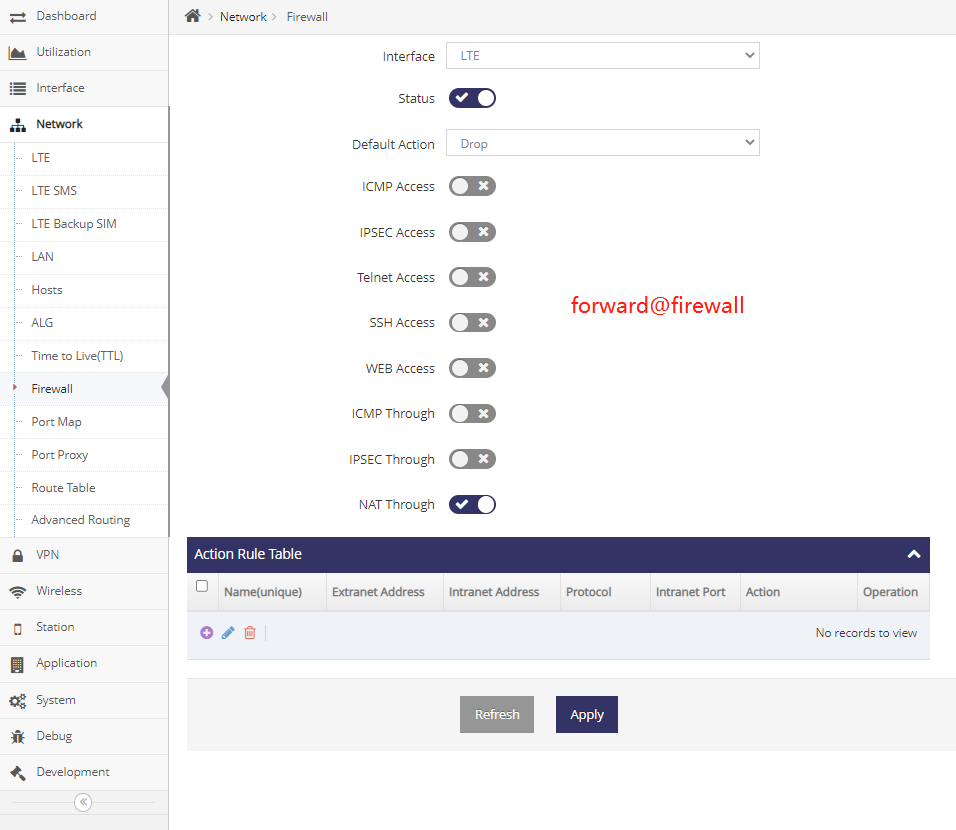 Dashboard
Utilization
Interface
Network
LTE
LTE SMS
LTE Backup SIM
LAN
Hosts
ALG
Time to Live(TTL)
Firewall
Port Map
Port Proxy
Route Table
Advanced Routing
VPN
Wireless
Station
Application
System
Debug
Development
Network > Firewall
Interface LTE
Status
Default Action Drop
ICMP Access
IPSEC Access
Telnet Access
forward@firewall
SSH Access
WEB Access
ICMP Through
IPSEC Through
NAT Through
Action Rule Table
Name(unique) Extranet Address Intranet Address Protocol Intranet Port Action Operation
No records to view
Refresh Apply